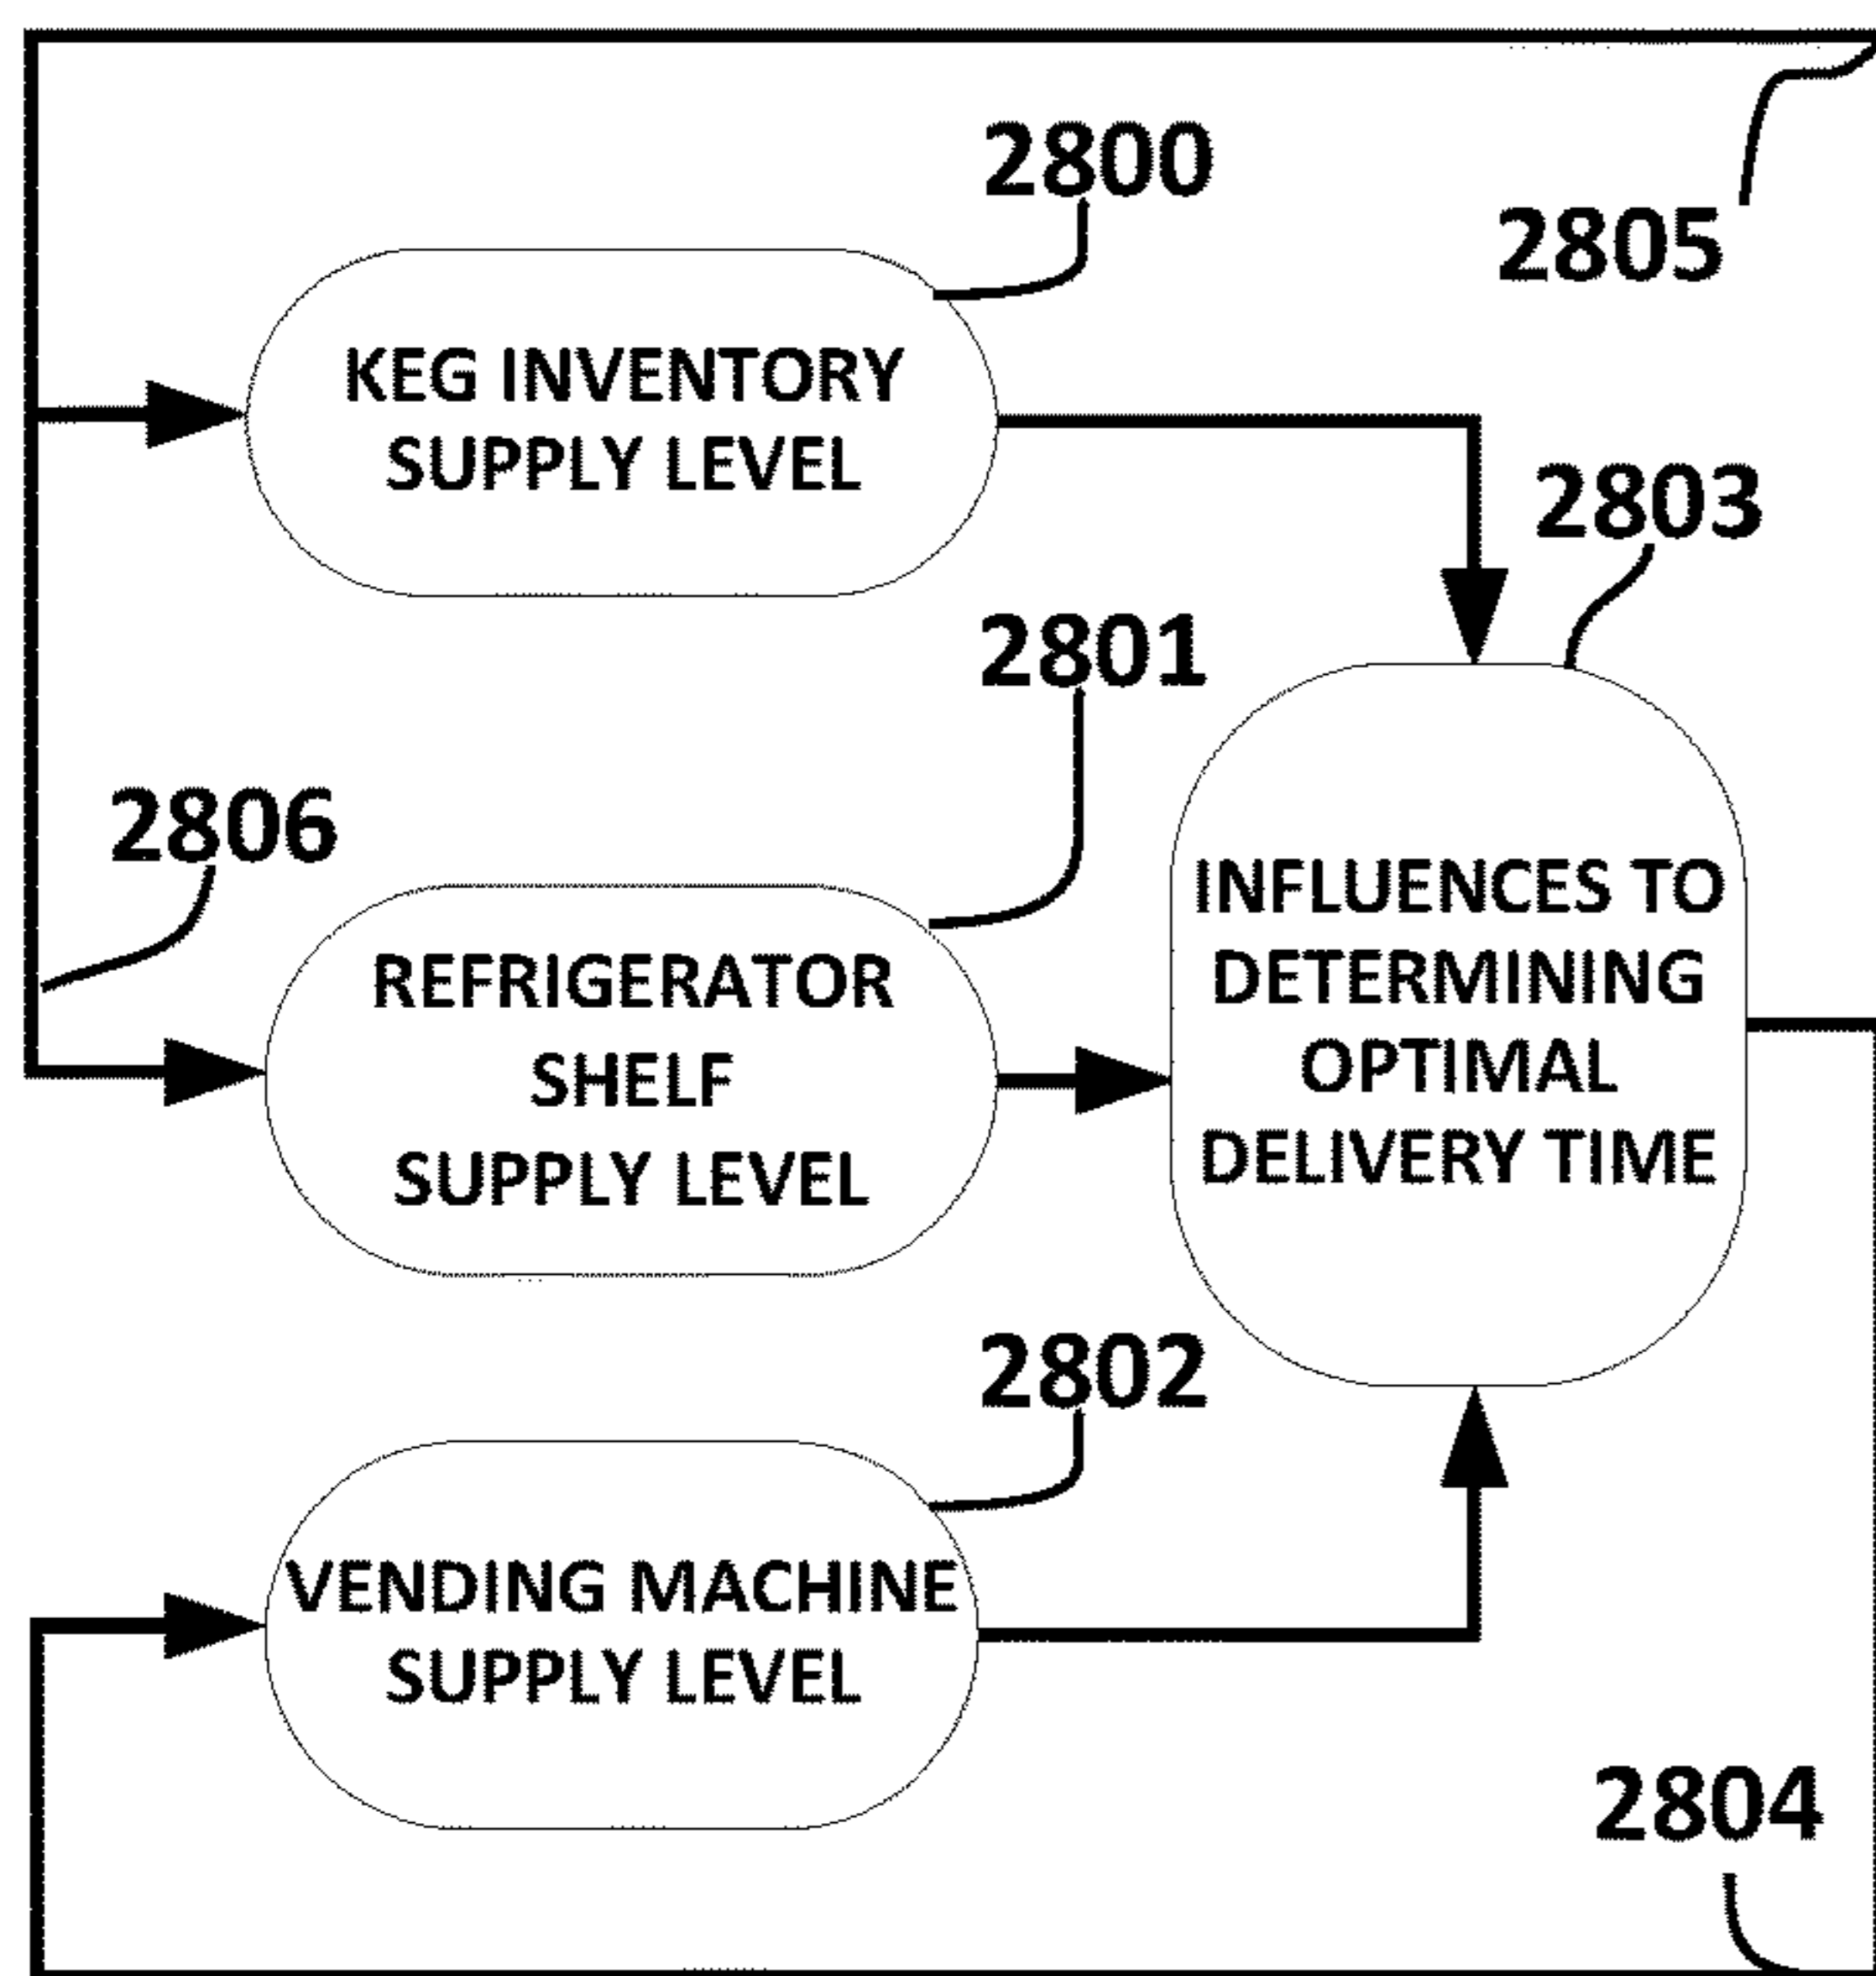 2800
2805
KEG INVENTORY
SUPPLY LEVEL
2803
2801
2806
INFLUENCES TO
DETERMINING
OPTIMAL
DELIVERY TIME
REFRIGERATOR
SHELF
SUPPLY LEVEL
2802
VENDING MACHINE
SUPPLY LEVEL
2804